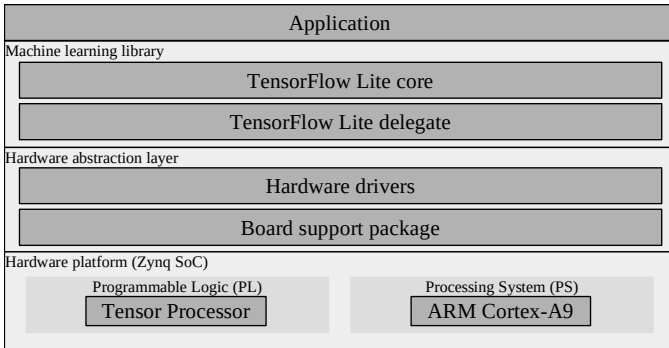 Application
Machine learning library
TensorFlow Lite core
TensorFlow Lite delegate
Hardware abstraction layer
Hardware drivers
Board support package
Hardware platform (Zynq SoC)
Programmable Logic (PL)
Tensor Processor
Processing System (PS)
ARM Cortex-A9